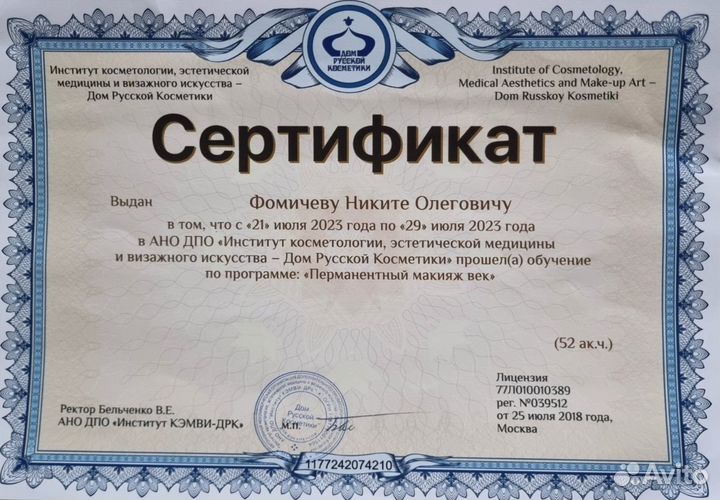 ДОМ
РУССКОЙ
КОСМЕТИКИ
Институт косметологии, эстетической
медицины и визажного искусства –
Дом Русской Косметики
Institute of Cosmetology,
Medical Aesthetics and Make-up Art –
Dom Russkoy Kosmetiki
Сертификат
Выдан Фомичеву Никите Олеговичу
в том, что с «21» июля 2023 года по «29» июля 2023 года
в АНО ДПО «Институт косметологии, эстетической медицины
и визажного искусства – Дом Русской Косметики» прошел(а) обучение
по программе: «Перманентный макияж век»
(52 ак.ч.)
Лицензия
77Л010010389
рег. №039512
от 25 июля 2018 года,
Москва
Ректор Бельченко В.Е.
АНО ДПО «Институт КЭМВИ-ДРК»
М.П.
Дом
Русской
Косметики
1177242074210
Avito